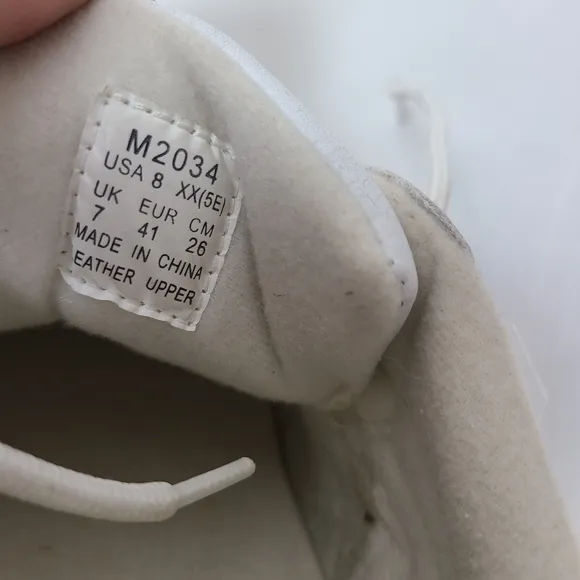 M2034
USA 8 XX(5E)
UK EUR CM
7 41 26
MADE IN CHINA
EATHER UPPER